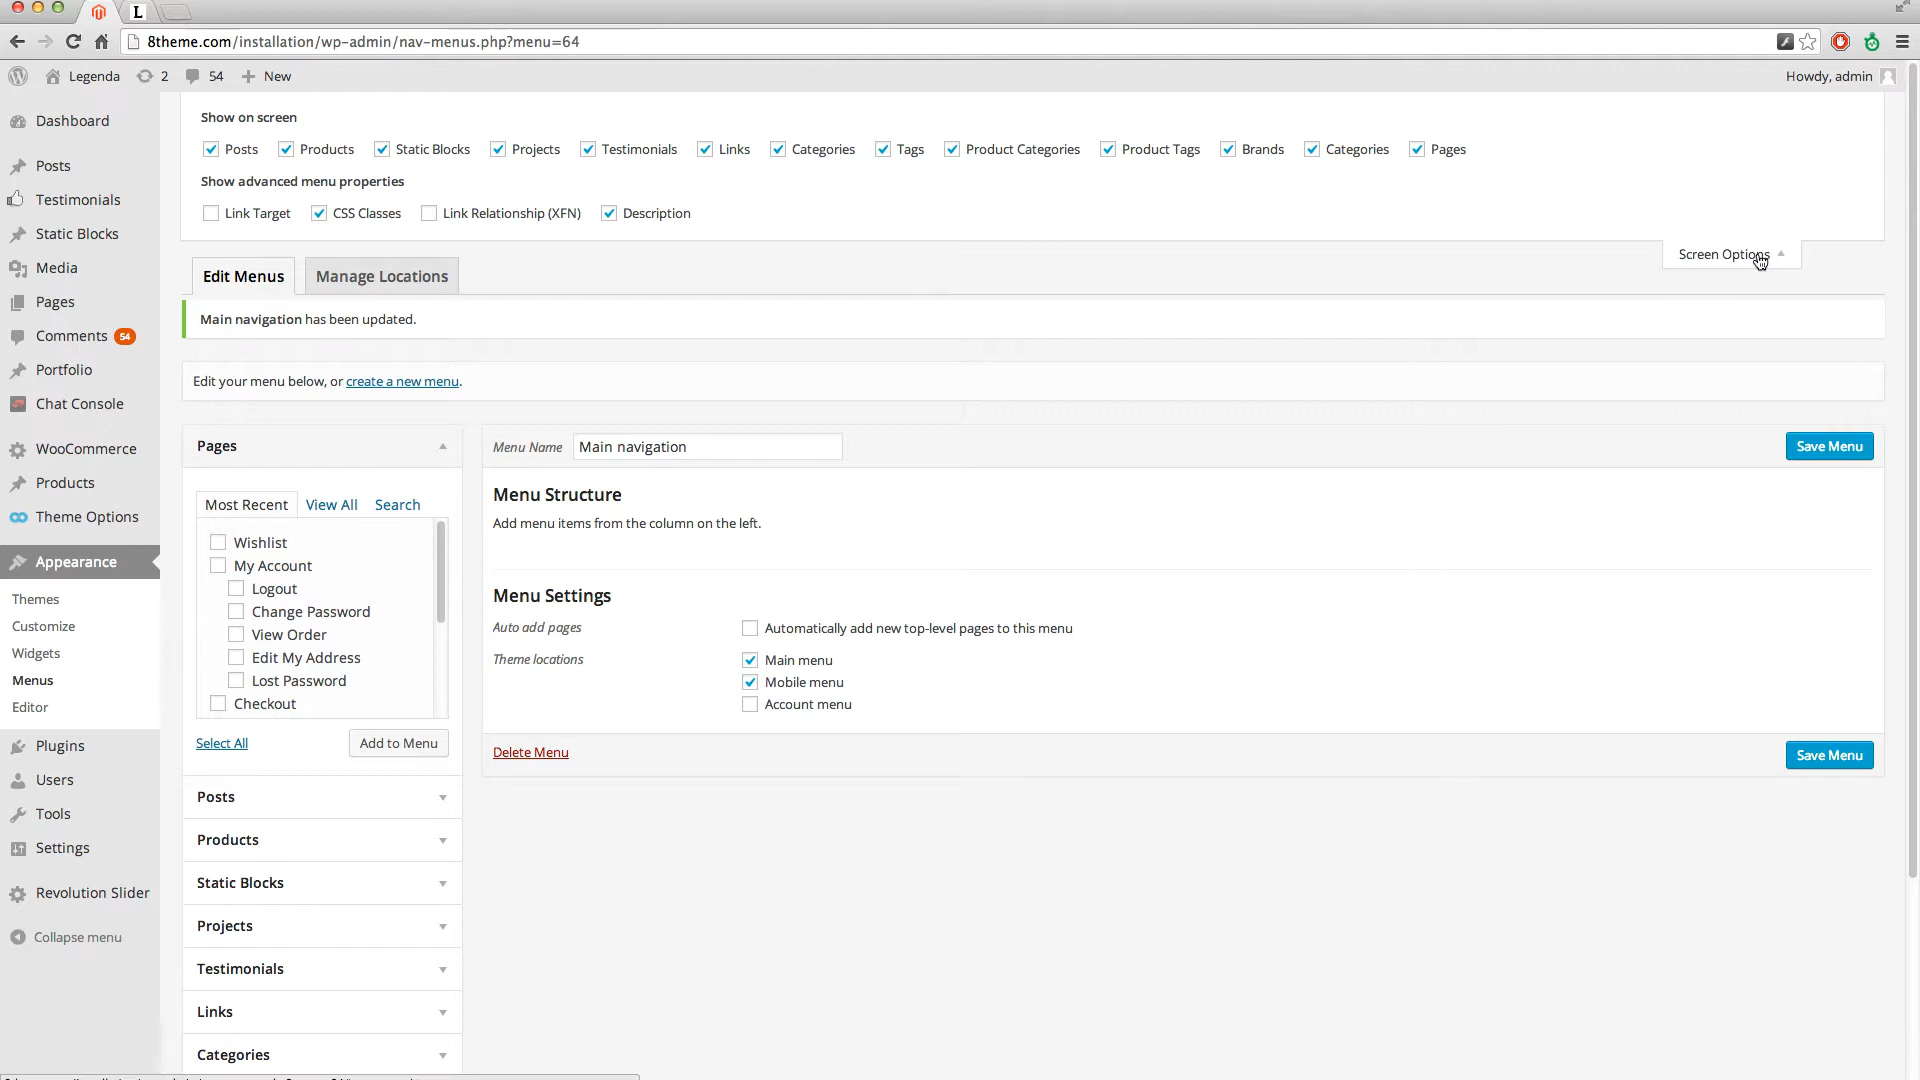 L
8theme.com/installation/wp-admin/nav-menus.php?menu=64
Legenda 2 54 New Howdy, admin
Show on screen
Posts Products Static Blocks Projects Testimonials Links Categories Tags Product Categories Product Tags Brands Categories Pages
Show advanced menu properties
Link Target CSS Classes Link Relationship (XFN) Description
Screen Options
Dashboard
Posts
Testimonials
Static Blocks
Media
Pages
Comments 54
Portfolio
Chat Console
WooCommerce
Products
Theme Options
Appearance
Themes
Customize
Widgets
Menus
Editor
Plugins
Users
Tools
Settings
Revolution Slider
Collapse menu
Edit Menus Manage Locations
Main navigation has been updated.
Edit your menu below, or create a new menu.
Pages
Most Recent View All Search
Wishlist
My Account
Logout
Change Password
View Order
Edit My Address
Lost Password
Checkout
Select All Add to Menu
Posts
Products
Static Blocks
Projects
Testimonials
Links
Categories
Menu Name Main navigation Save Menu
Menu Structure
Add menu items from the column on the left.
Menu Settings
Auto add pages Automatically add new top-level pages to this menu
Theme locations Main menu
Mobile menu
Account menu
Delete Menu Save Menu